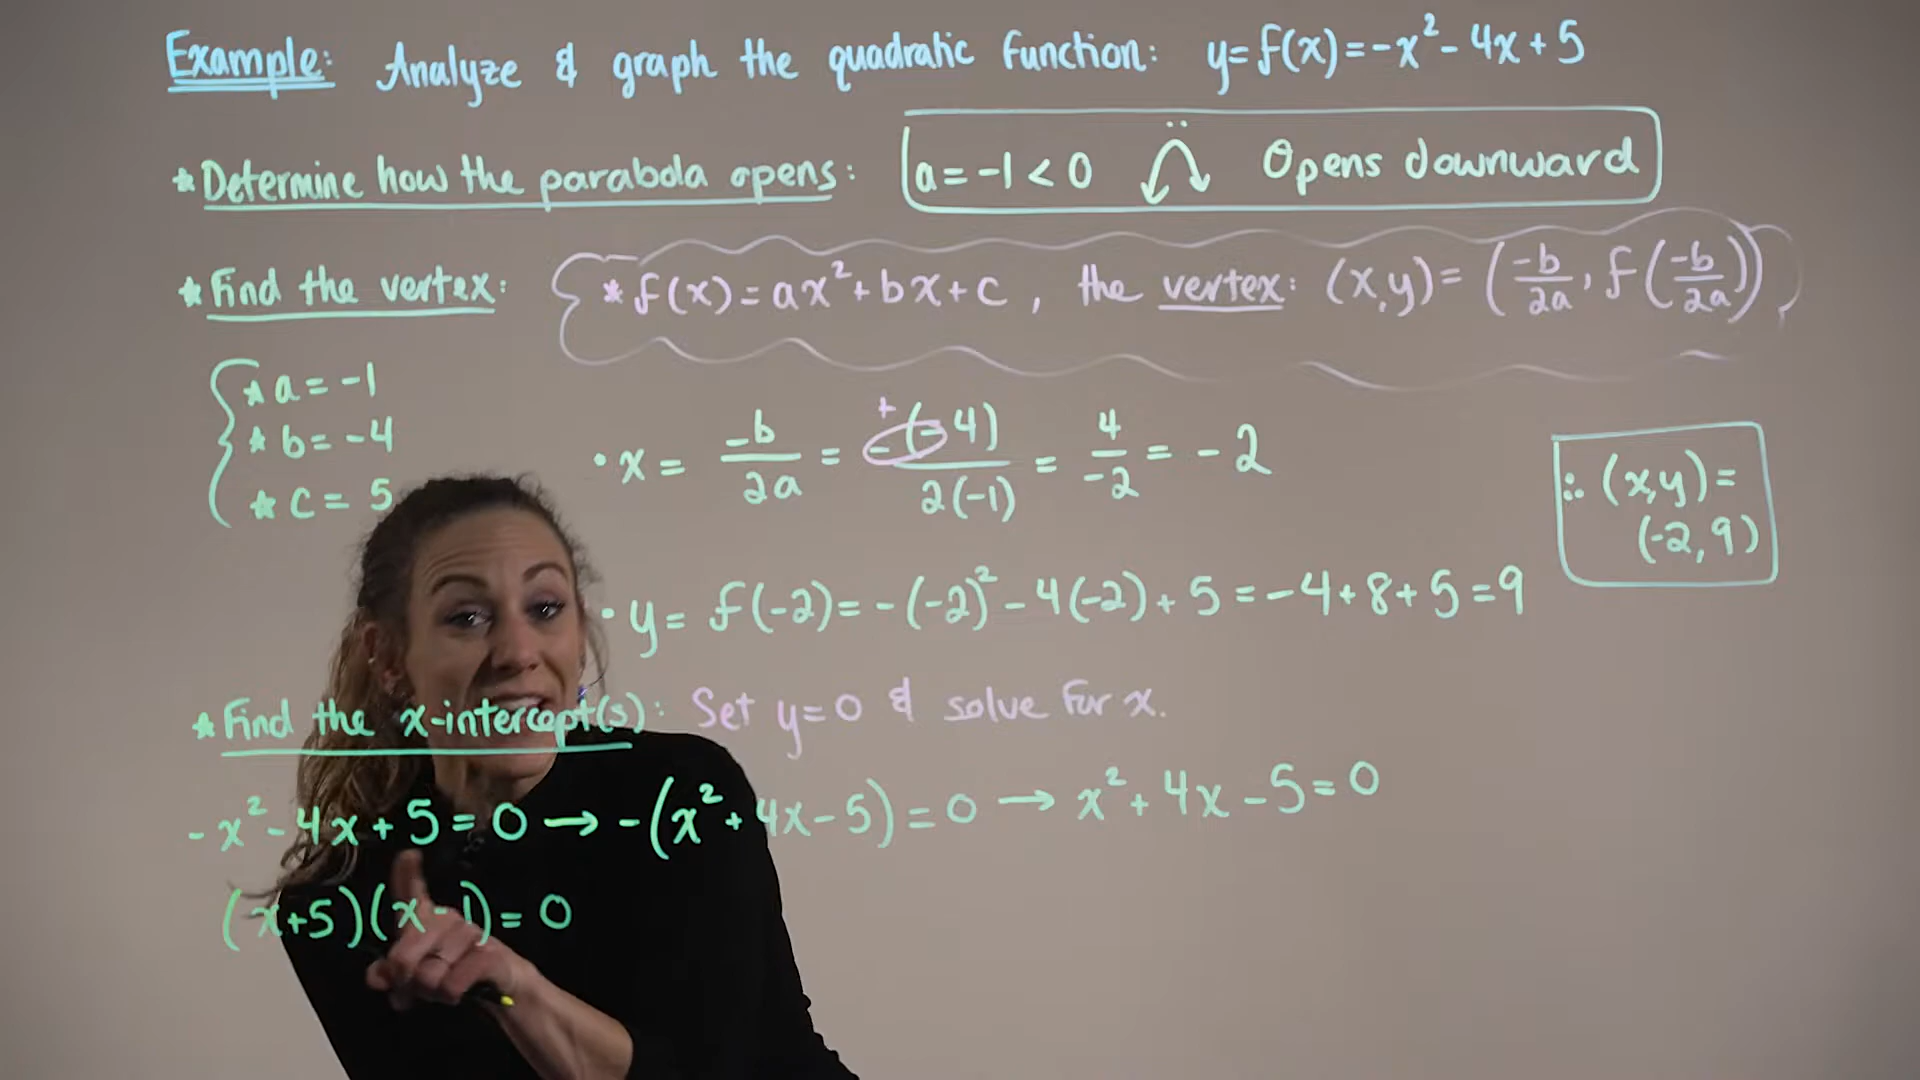 Example: Analyze & graph the quadratic function: y=f(x)=-x²-4x+5
*Determine how the parabola opens: a=-1<0 Opens downward
*Find the vertex: *f(x)=ax²+bx+c, the vertex: (x,y)=(-b/2a, f(-b/2a))
*a=-1
*b=-4
*c=5
•x = -b/2a = -(-4)/2(-1) = 4/-2 = -2
+
∴ (x,y)=
(-2,9)
•y= f(-2)=-(-2)²-4(-2)+5=-4+8+5=9
*Find the x-intercept(s): Set y=0 & solve for x.
-x²-4x+5=0→-(x²+4x-5)=0→x²+4x-5=0
(x+5)(x-1)=0